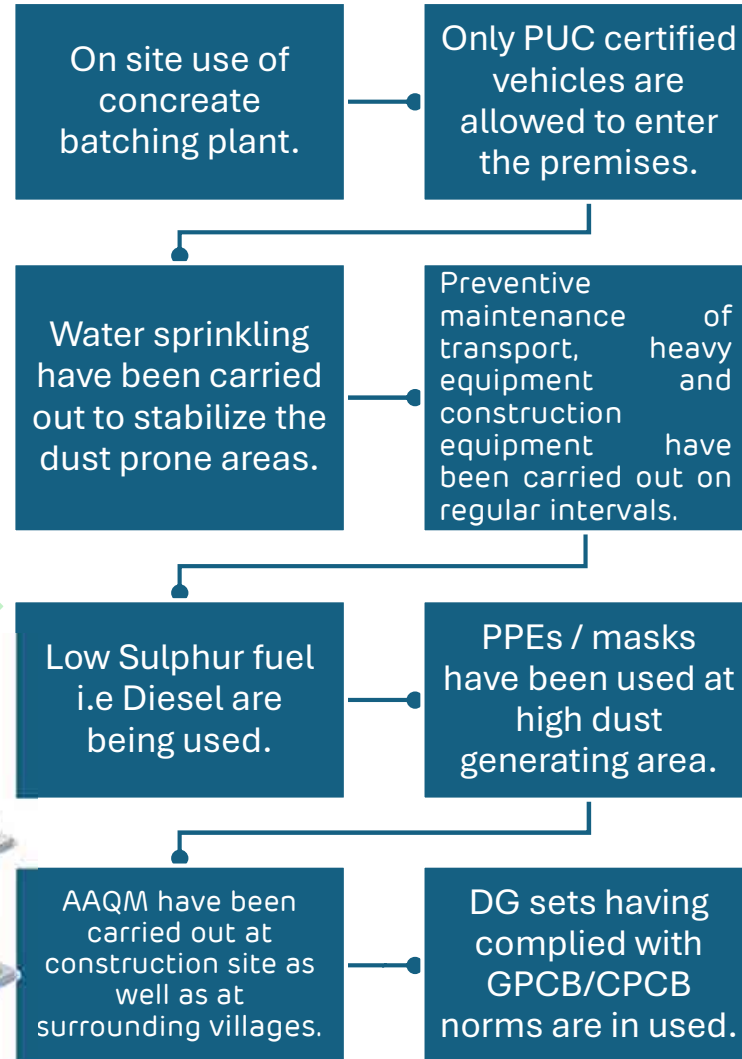 On site use of
concreate
batching plant.
Only PUC certified
vehicles are
allowed to enter
the premises.
Water sprinkling
have been carried
out to stabilize the
dust prone areas.
Preventive
maintenance of
transport, heavy
equipment and
construction
equipment have
been carried out on
regular intervals.
Low Sulphur fuel
i.e Diesel are
being used.
PPEs / masks
have been used at
high dust
generating area.
AAQM have been
carried out at
construction site as
well as at
surrounding villages.
DG sets having
complied with
GPCB/CPCB
norms are in used.